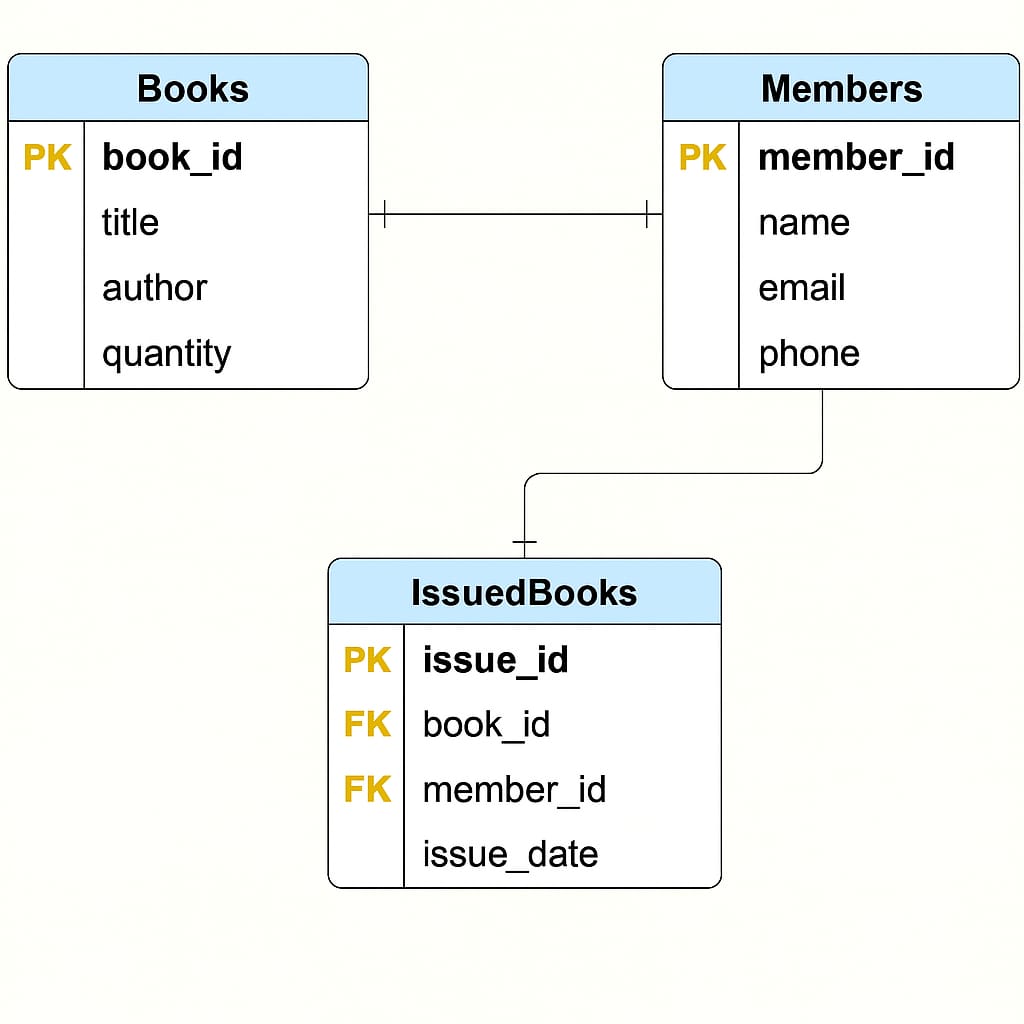 Books
PK book_id
title
author
quantity
Members
PK member_id
name
email
phone
IssuedBooks
PK issue_id
FK book_id
FK member_id
issue_date